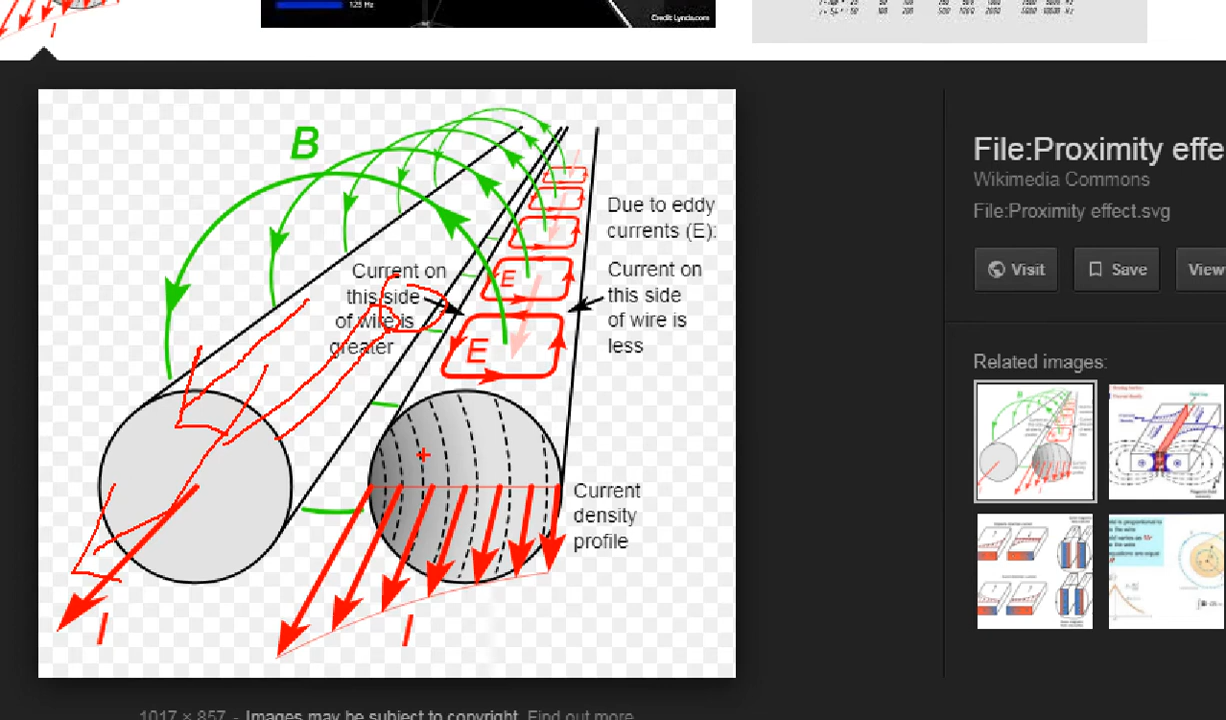 125 Hz
Credit Lynda.com
B
Due to eddy
currents (E):
Current on
this side
of wire is
greater
Current on
this side
of wire is
less
E
E
Current
density
profile
I
I
File:Proximity effe
Wikimedia Commons
File:Proximity effect.svg
Visit
Save
View
Related images:
1017 × 857 - Images may be subject to copyright. Find out more